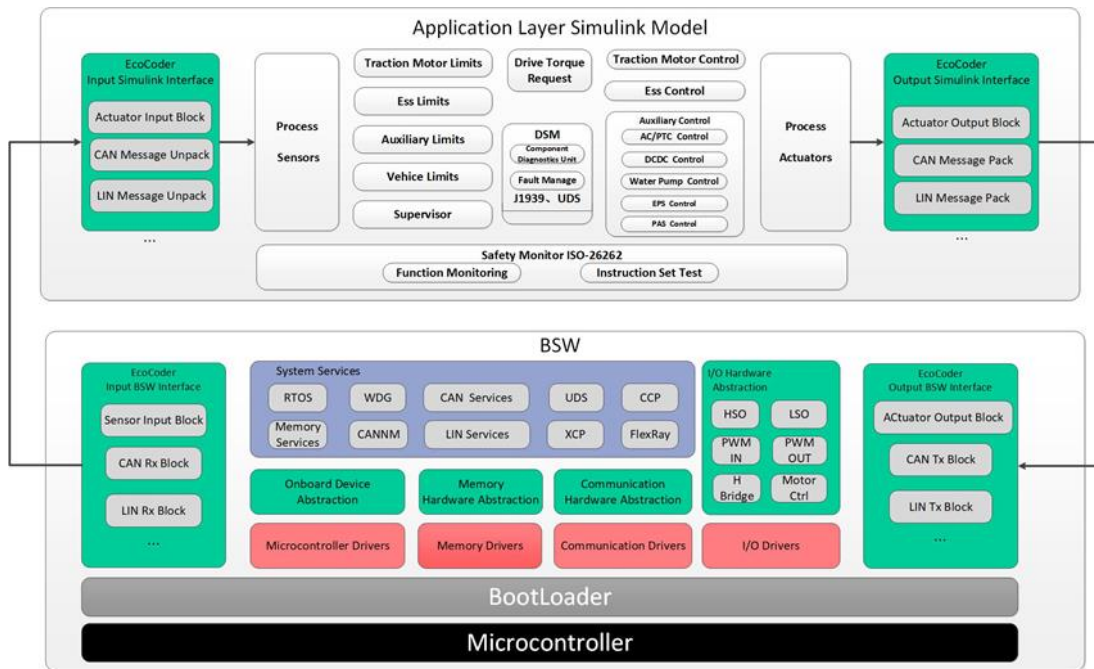 Application Layer Simulink Model
EcoCoder
Input Simulink Interface
Actuator Input Block
CAN Message Unpack
LIN Message Unpack
...
Process
Sensors
Traction Motor Limits
Ess Limits
Auxiliary Limits
Vehice Limits
Supervisor
Drive Torque
Request
DSM
Component
Diagnostics Unit
Fault Manage
J1939、UDS
Traction Motor Control
Ess Control
Auxiliary Control
AC/PTC Control
DCDC Control
Water Pump Control
EPS Control
PAS Control
Process
Actuators
EcoCoder
Output Simulink Interface
Actuator Output Block
CAN Message Pack
LIN Message Pack
...
Safety Monitor ISO-26262
Function Monitoring
Instruction Set Test
BSW
EcoCoder
Input BSW Interface
Sensor Input Block
CAN Rx Block
LIN Rx Block
...
System Services
RTOS
WDG
CAN Services
UDS
CCP
Memory
Services
CANNM
LIN Services
XCP
FlexRay
Onboard Device
Abstraction
Memory
Hardware Abstraction
Communication
Hardware Abstraction
Microcontroller Drivers
Memory Drivers
Communication Drivers
I/O Hardware
Abstraction
HSO
LSO
PWM
IN
PWM
OUT
H
Bridge
Motor
Ctrl
I/O Drivers
EcoCoder
Output BSW Interface
ACtuator Output Block
CAN Tx Block
LIN Tx Block
...
BootLoader
Microcontroller